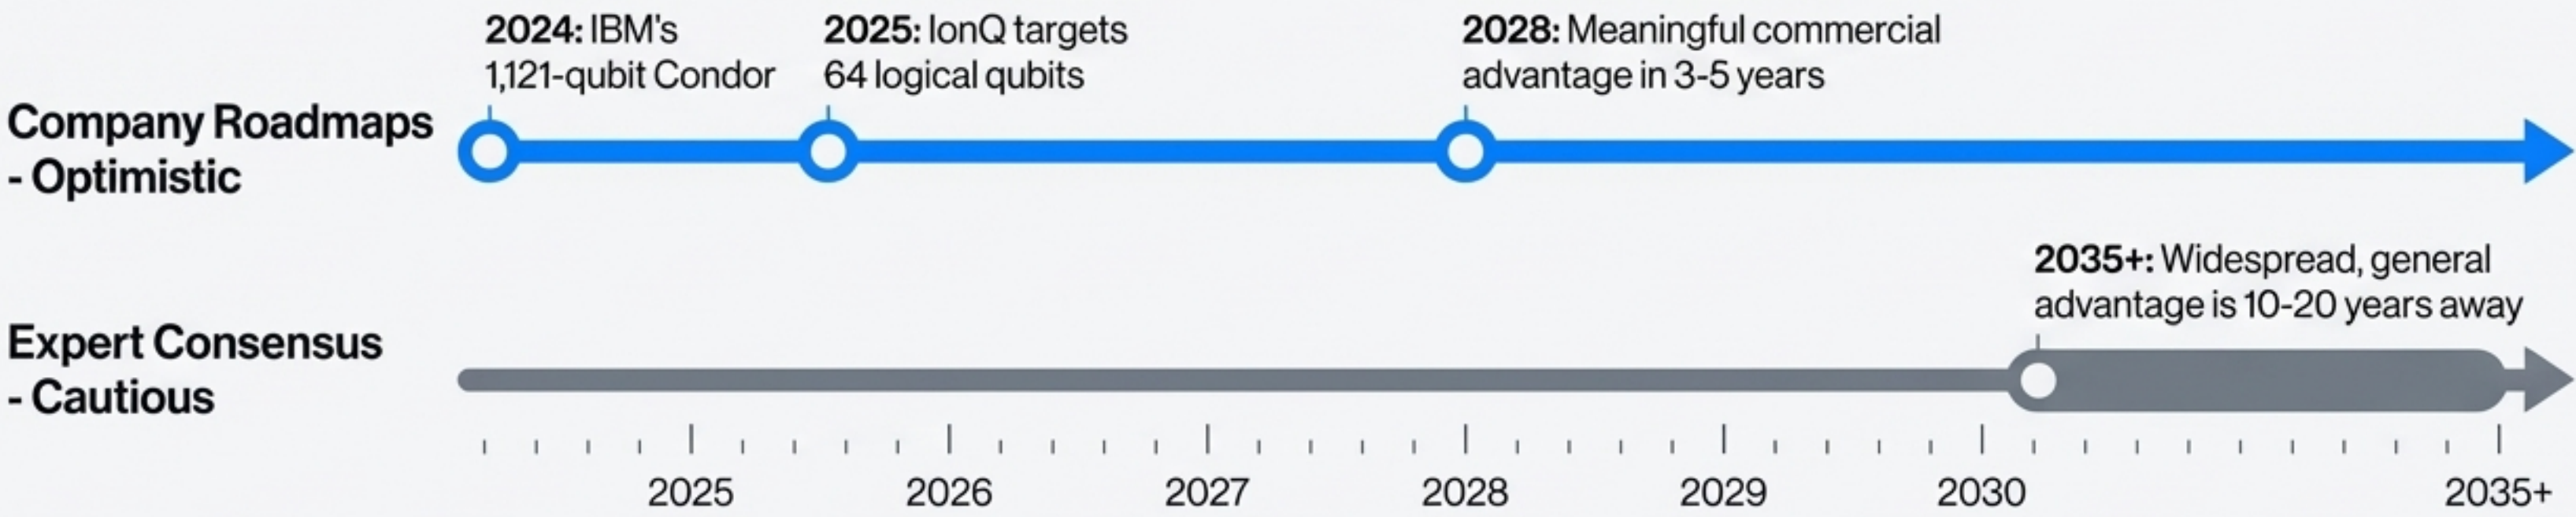 2024: IBM's
1,121-qubit Condor
2025: IonQ targets
64 logical qubits
2028: Meaningful commercial
advantage in 3-5 years
Company Roadmaps
- Optimistic
2035+: Widespread, general
advantage is 10-20 years away
Expert Consensus
- Cautious
2025 2026 2027 2028 2029 2030 2035+